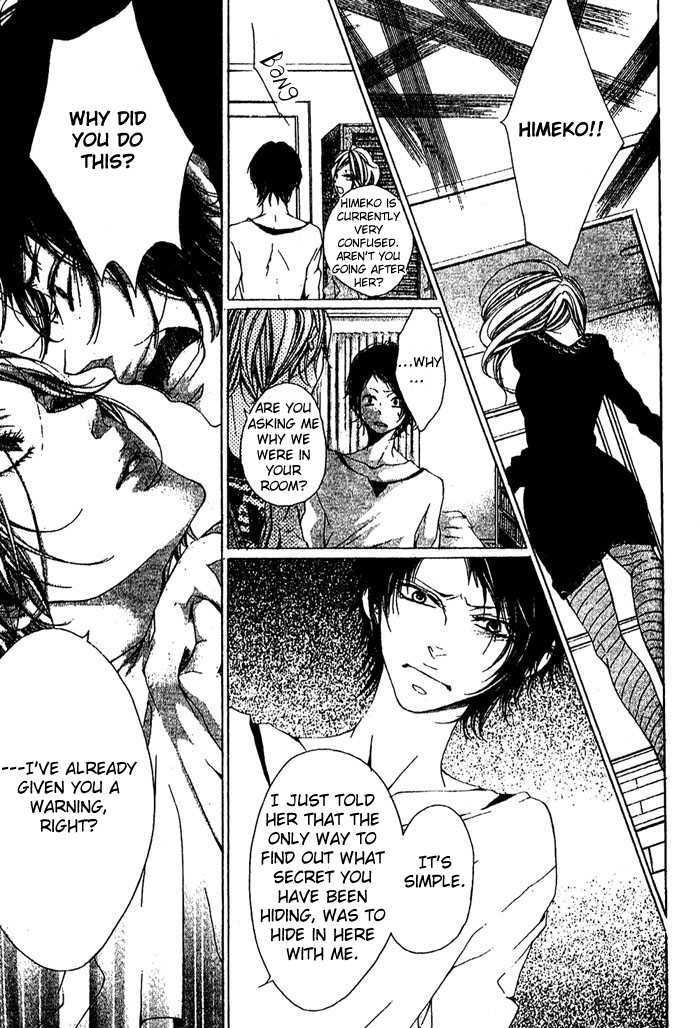 HIMEKO!!
Bang
HIMEKO IS
CURRENTLY
VERY
CONFUSED.
AREN'T YOU
GOING AFTER
HER?
...WHY
...
ARE YOU
ASKING ME
WHY WE
WERE IN
YOUR
ROOM?
IT'S
SIMPLE.
I JUST TOLD
HER THAT THE
ONLY WAY TO
FIND OUT WHAT
SECRET YOU
HAVE BEEN
HIDING, WAS TO
HIDE IN HERE
WITH ME.
WHY DID
YOU DO
THIS?
---I'VE ALREADY
GIVEN YOU A
WARNING,
RIGHT?